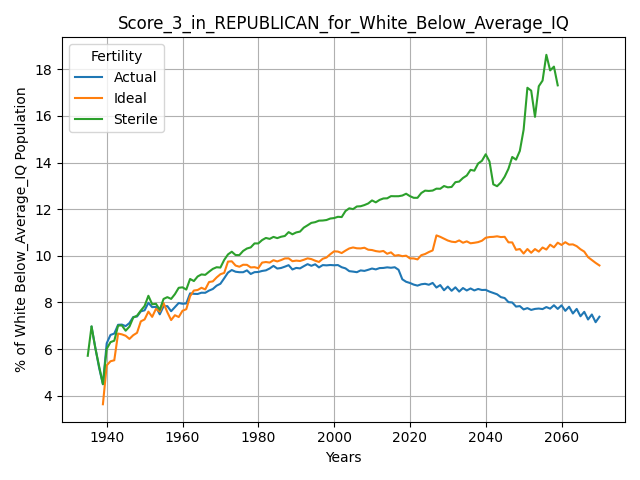 Score_3_in_REPUBLICAN_for_White_Below_Average_IQ
% of White Below_Average_IQ Population
18
16
14
12
10
8
6
4
Fertility
Actual
Ideal
Sterile
1940 1960 1980 2000 2020 2040 2060
Years